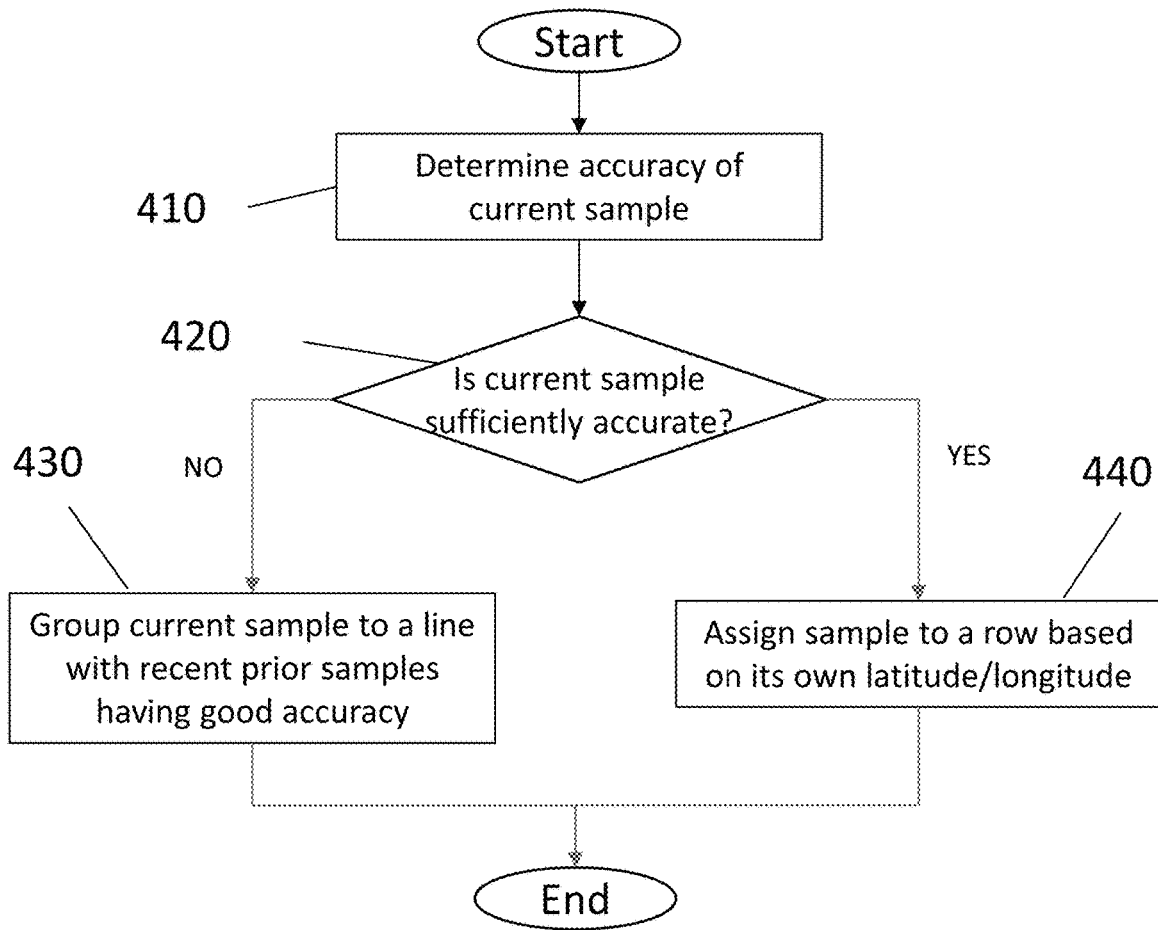 Start
Determine accuracy of
current sample
410
420
Is current sample
sufficiently accurate?
430
NO
YES
440
Group current sample to a line
with recent prior samples
having good accuracy
Assign sample to a row based
on its own latitude/longitude
End